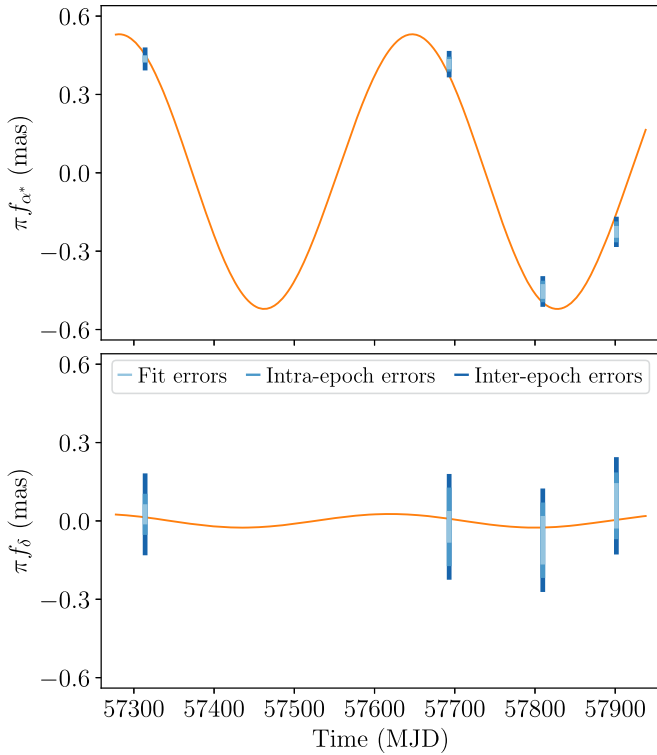 0.6
0.3
0.0
−0.3
−0.6
πf_α* (mas)
Fit errors Intra-epoch errors Inter-epoch errors
0.6
0.3
0.0
−0.3
−0.6
πf_δ (mas)
57300 57400 57500 57600 57700 57800 57900
Time (MJD)